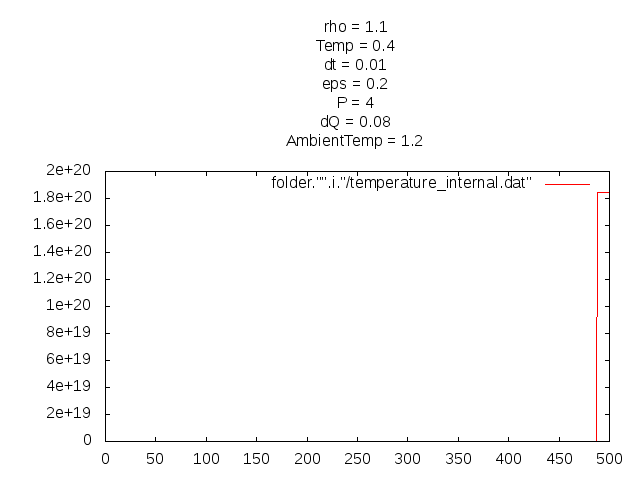 rho = 1.1
Temp = 0.4
dt = 0.01
eps = 0.2
P = 4
dQ = 0.08
AmbientTemp = 1.2
2e+20
folder."".i."/temperature_internal.dat"
1.8e+20
1.6e+20
1.4e+20
1.2e+20
1e+20
8e+19
6e+19
4e+19
2e+19
0
0 50 100 150 200 250 300 350 400 450 500